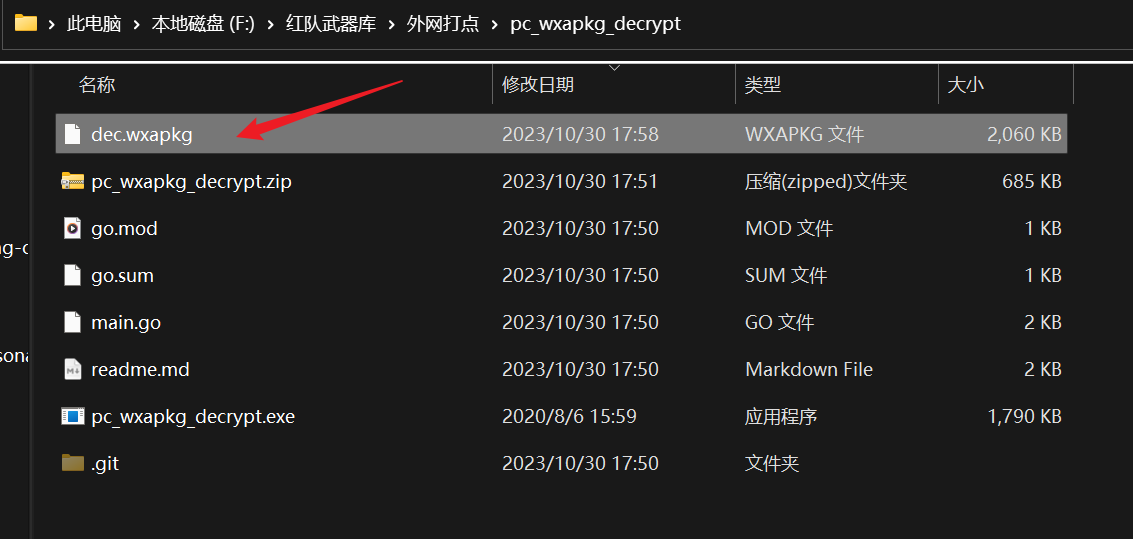 此电脑 › 本地磁盘 (F:) › 红队武器库 › 外网打点 › pc_wxapkg_decrypt
名称 修改日期 类型 大小
dec.wxapkg 2023/10/30 17:58 WXAPKG 文件 2,060 KB
pc_wxapkg_decrypt.zip 2023/10/30 17:51 压缩(zipped)文件夹 685 KB
go.mod 2023/10/30 17:50 MOD 文件 1 KB
go.sum 2023/10/30 17:50 SUM 文件 1 KB
main.go 2023/10/30 17:50 GO 文件 2 KB
readme.md 2023/10/30 17:50 Markdown File 2 KB
pc_wxapkg_decrypt.exe 2020/8/6 15:59 应用程序 1,790 KB
.git 2023/10/30 17:50 文件夹